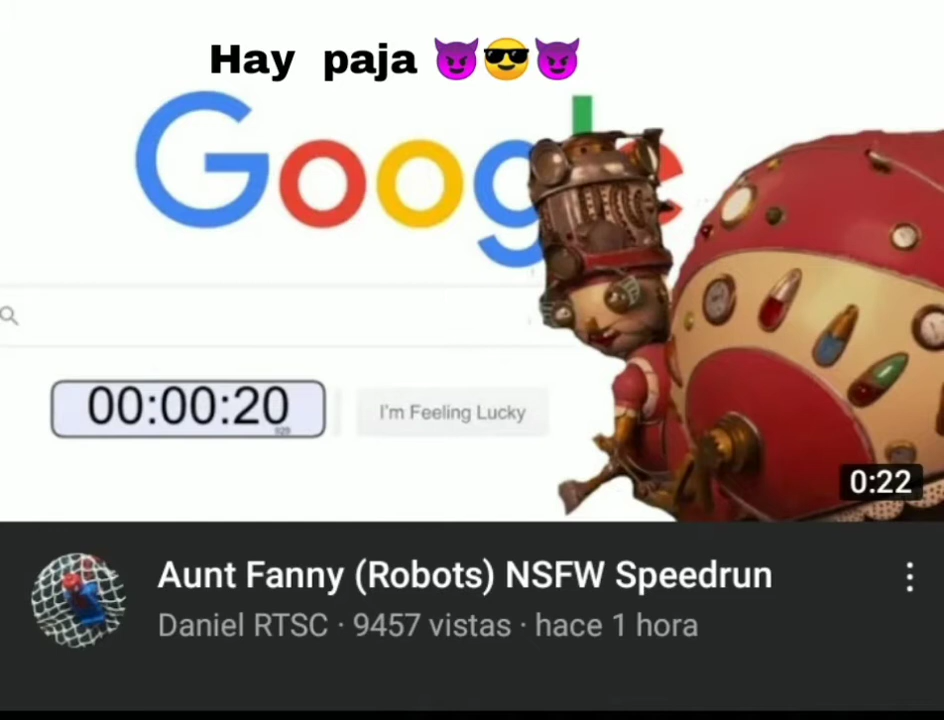 Hay paja 😈😎😈
Google
00:00:20
I'm Feeling Lucky
0:22
Aunt Fanny (Robots) NSFW Speedrun
Daniel RTSC · 9457 vistas · hace 1 hora